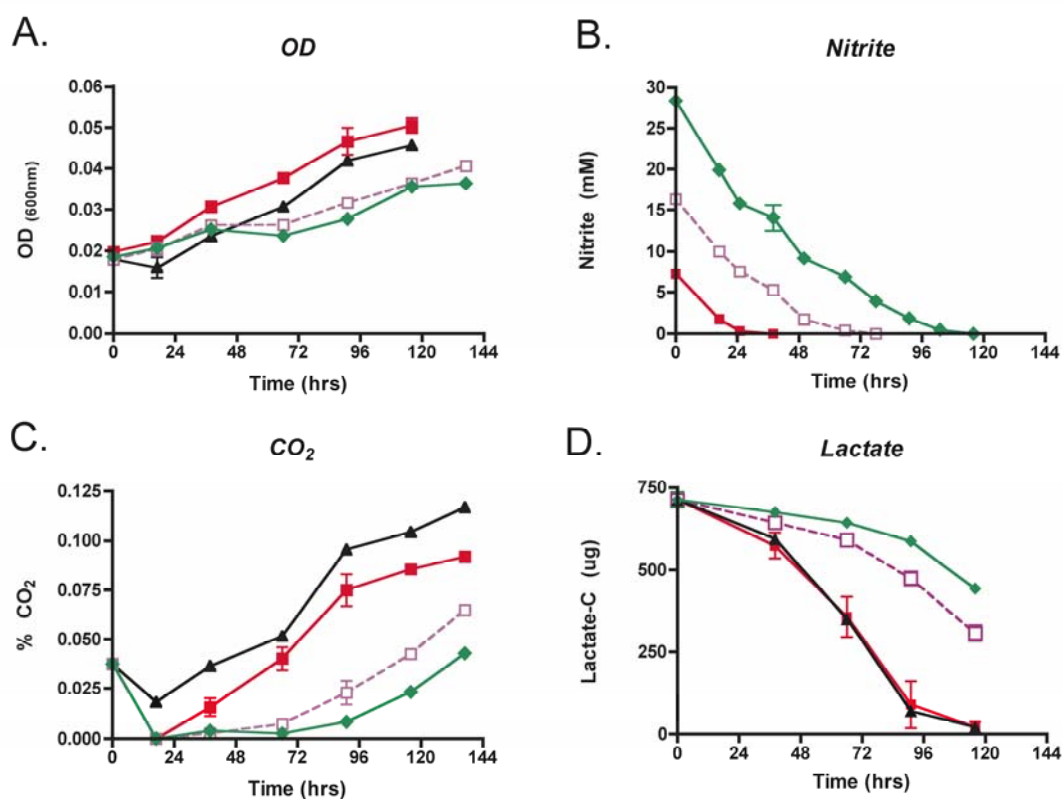 A.
OD
0.06
0.05
0.04
0.03
0.02
0.01
0.00
OD (600nm)
0 24 48 72 96 120 144
Time (hrs)
B.
Nitrite
30
25
20
15
10
5
0
Nitrite (mM)
0 24 48 72 96 120 144
Time (hrs)
C.
CO2
0.125
0.100
0.075
0.050
0.025
0.000
% CO2
0 24 48 72 96 120 144
Time (hrs)
D.
Lactate
750
500
250
0
Lactate-C (ug)
0 24 48 72 96 120 144
Time (hrs)